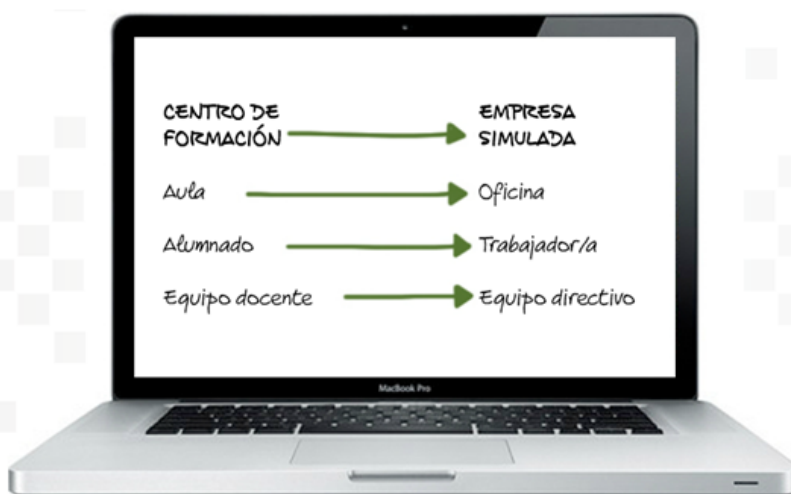 CENTRO DE
FORMACIÓN
EMPRESA
SIMULADA
Aula
Oficina
Alumnado
Trabajador/a
Equipo docente
Equipo directivo
MacBook Pro